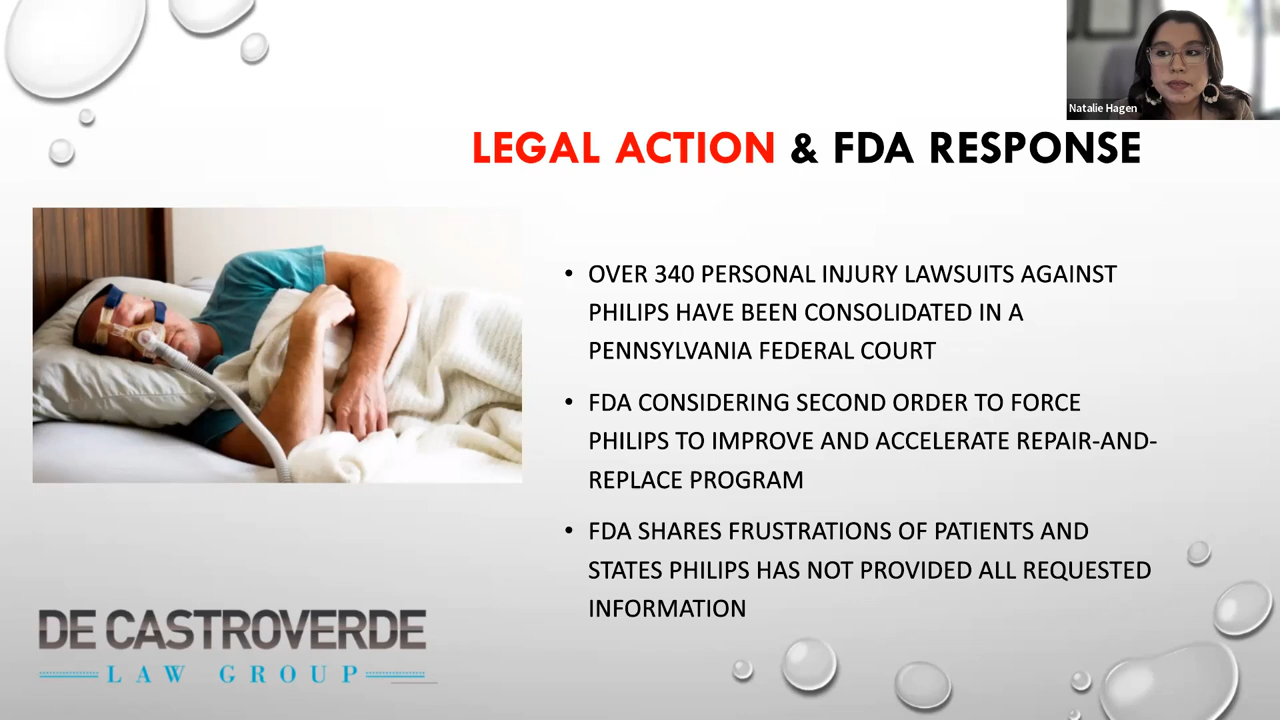 Natalie Hagen
LEGAL ACTION & FDA RESPONSE
• OVER 340 PERSONAL INJURY LAWSUITS AGAINST
PHILIPS HAVE BEEN CONSOLIDATED IN A
PENNSYLVANIA FEDERAL COURT
• FDA CONSIDERING SECOND ORDER TO FORCE
PHILIPS TO IMPROVE AND ACCELERATE REPAIR-AND-
REPLACE PROGRAM
• FDA SHARES FRUSTRATIONS OF PATIENTS AND
STATES PHILIPS HAS NOT PROVIDED ALL REQUESTED
INFORMATION
DE CASTROVERDE
LAW GROUP